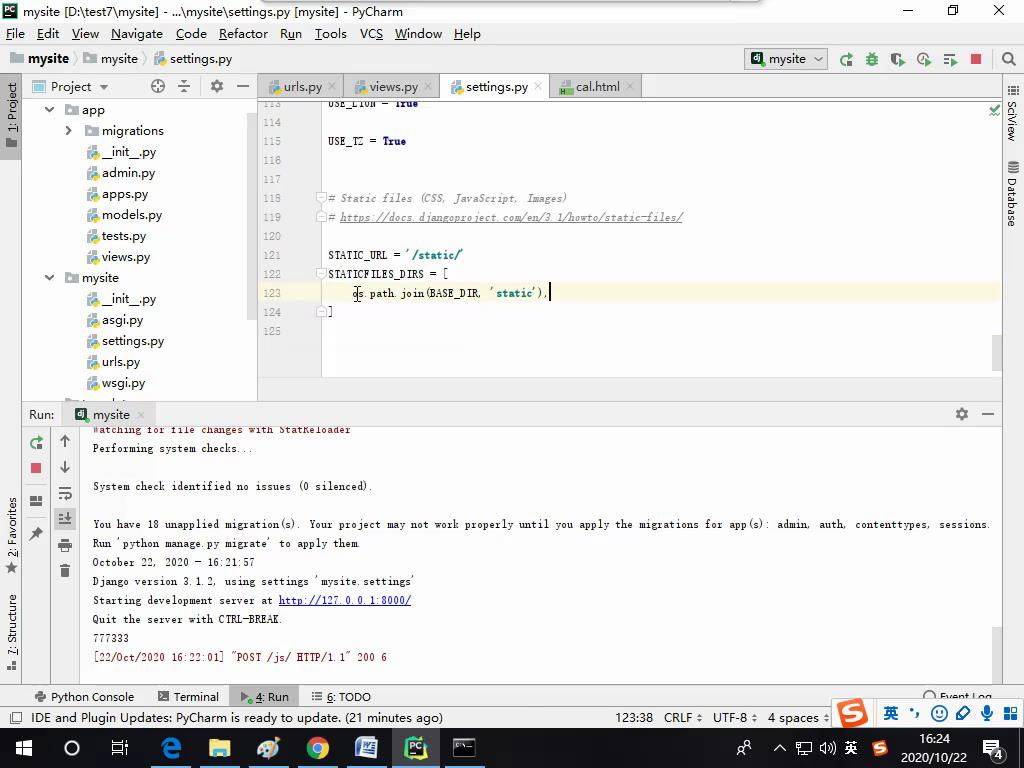 mysite [D:\test7\mysite] - ...\mysite\settings.py [mysite] - PyCharm
File Edit View Navigate Code Refactor Run Tools VCS Window Help
mysite mysite settings.py mysite
Project urls.py views.py settings.py cal.html
1: Project
app
migrations
__init__.py
admin.py
apps.py
models.py
tests.py
views.py
mysite
__init__.py
asgi.py
settings.py
urls.py
wsgi.py
113 USE_L10N = True
114
115 USE_TZ = True
116
117
118 # Static files (CSS, JavaScript, Images)
119 # https://docs.djangoproject.com/en/3.1/howto/static-files/
120
121 STATIC_URL = '/static/'
122 STATICFILES_DIRS = [
123 os.path.join(BASE_DIR, 'static'),
124 ]
125
SciView
Database
Run: mysite
Watching for file changes with StatReloader
Performing system checks...
System check identified no issues (0 silenced).
You have 18 unapplied migration(s). Your project may not work properly until you apply the migrations for app(s): admin, auth, contenttypes, sessions.
Run 'python manage.py migrate' to apply them.
October 22, 2020 - 16:21:57
Django version 3.1.2, using settings 'mysite.settings'
Starting development server at http://127.0.0.1:8000/
Quit the server with CTRL-BREAK.
777333
[22/Oct/2020 16:22:01] "POST /js/ HTTP/1.1" 200 6
2: Favorites
7: Structure
Python Console Terminal 4: Run 6: TODO Event Log
IDE and Plugin Updates: PyCharm is ready to update. (21 minutes ago) 123:38 CRLF UTF-8 4 spaces
英
英
16:24
2020/10/22
4